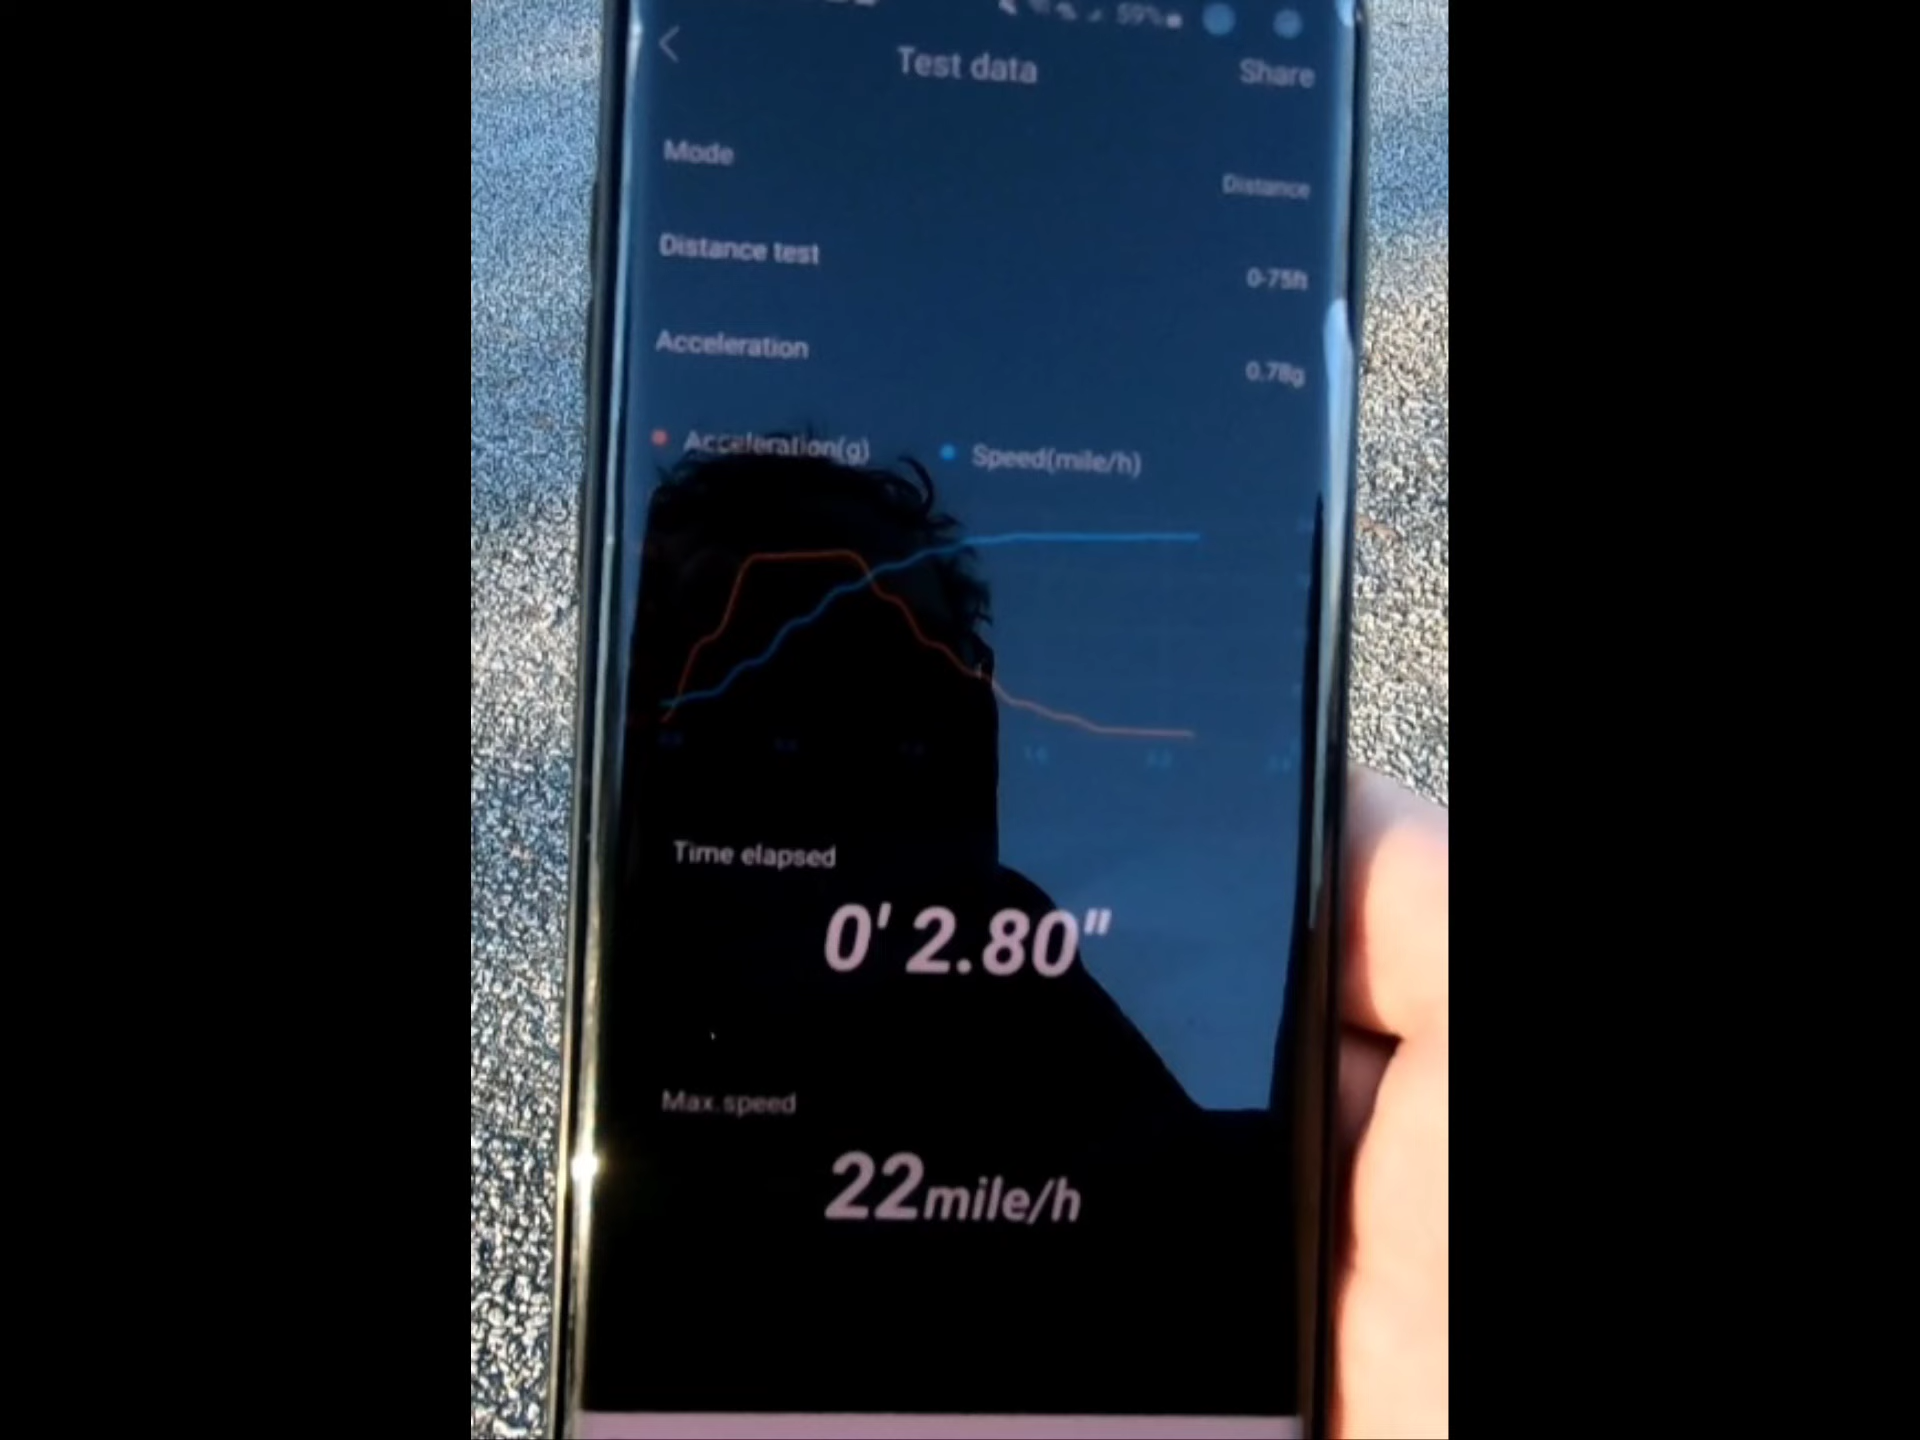 59%
Test data
Share
Mode
Distance
Distance test
0-75ft
Acceleration
0.78g
Acceleration(g)
Speed(mile/h)
Time elapsed
0' 2.80"
Max.speed
22mile/h